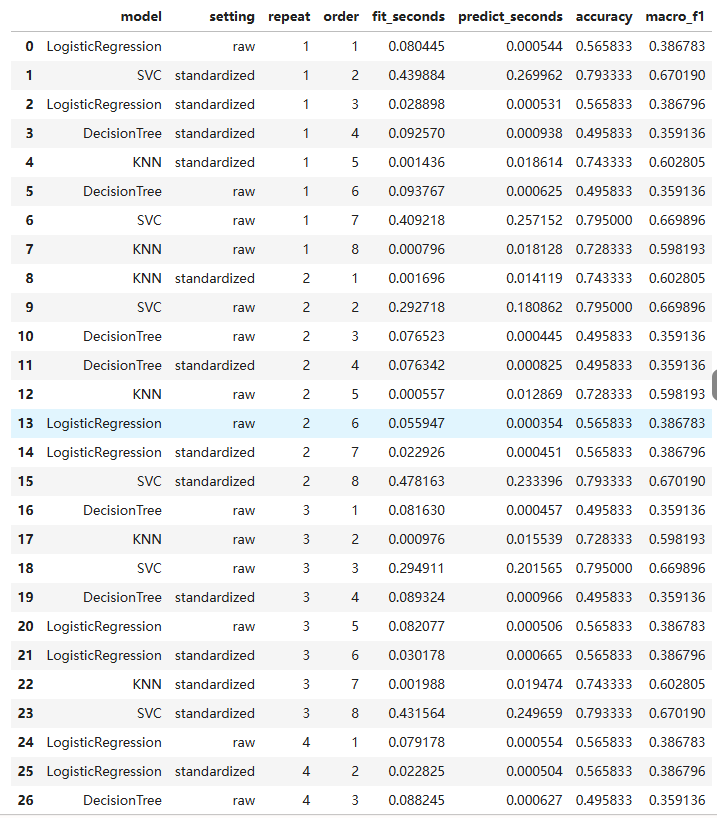 model setting repeat order fit_seconds predict_seconds accuracy macro_f1
0 LogisticRegression raw 1 1 0.080445 0.000544 0.565833 0.386783
1 SVC standardized 1 2 0.439884 0.269962 0.793333 0.670190
2 LogisticRegression standardized 1 3 0.028898 0.000531 0.565833 0.386796
3 DecisionTree standardized 1 4 0.092570 0.000938 0.495833 0.359136
4 KNN standardized 1 5 0.001436 0.018614 0.743333 0.602805
5 DecisionTree raw 1 6 0.093767 0.000625 0.495833 0.359136
6 SVC raw 1 7 0.409218 0.257152 0.795000 0.669896
7 KNN raw 1 8 0.000796 0.018128 0.728333 0.598193
8 KNN standardized 2 1 0.001696 0.014119 0.743333 0.602805
9 SVC raw 2 2 0.292718 0.180862 0.795000 0.669896
10 DecisionTree raw 2 3 0.076523 0.000445 0.495833 0.359136
11 DecisionTree standardized 2 4 0.076342 0.000825 0.495833 0.359136
12 KNN raw 2 5 0.000557 0.012869 0.728333 0.598193
13 LogisticRegression raw 2 6 0.055947 0.000354 0.565833 0.386783
14 LogisticRegression standardized 2 7 0.022926 0.000451 0.565833 0.386796
15 SVC standardized 2 8 0.478163 0.233396 0.793333 0.670190
16 DecisionTree raw 3 1 0.081630 0.000457 0.495833 0.359136
17 KNN raw 3 2 0.000976 0.015539 0.728333 0.598193
18 SVC raw 3 3 0.294911 0.201565 0.795000 0.669896
19 DecisionTree standardized 3 4 0.089324 0.000966 0.495833 0.359136
20 LogisticRegression raw 3 5 0.082077 0.000506 0.565833 0.386783
21 LogisticRegression standardized 3 6 0.030178 0.000665 0.565833 0.386796
22 KNN standardized 3 7 0.001988 0.019474 0.743333 0.602805
23 SVC standardized 3 8 0.431564 0.249659 0.793333 0.670190
24 LogisticRegression raw 4 1 0.079178 0.000554 0.565833 0.386783
25 LogisticRegression standardized 4 2 0.022825 0.000504 0.565833 0.386796
26 DecisionTree raw 4 3 0.088245 0.000627 0.495833 0.359136